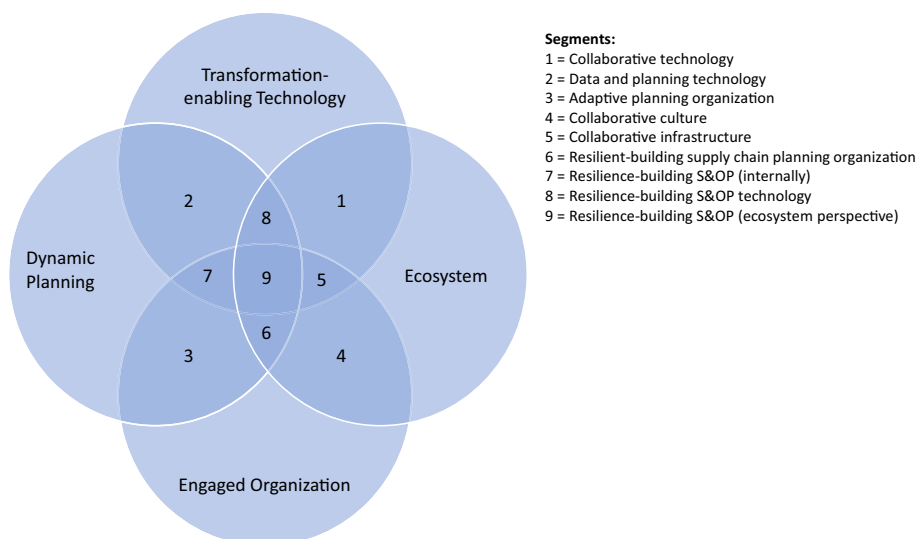 Transformation-
enabling Technology
Dynamic
Planning
Ecosystem
Engaged Organization
2
8
1
7
9
5
3
6
4
Segments:
1 = Collaborative technology
2 = Data and planning technology
3 = Adaptive planning organization
4 = Collaborative culture
5 = Collaborative infrastructure
6 = Resilient-building supply chain planning organization
7 = Resilience-building S&OP (internally)
8 = Resilience-building S&OP technology
9 = Resilience-building S&OP (ecosystem perspective)